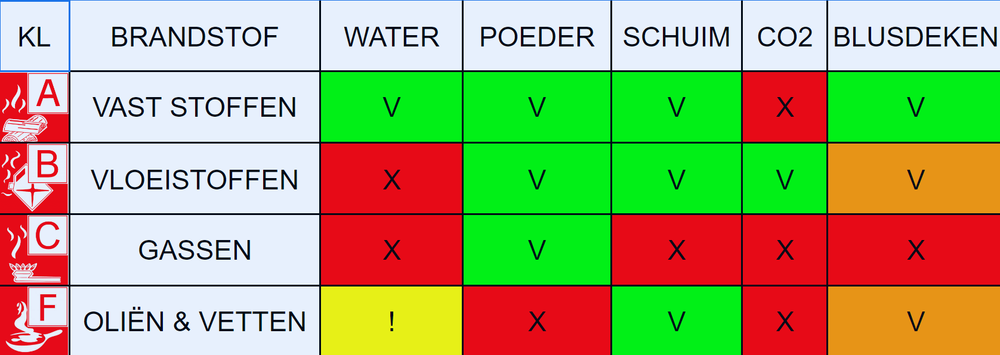 KL BRANDSTOF WATER POEDER SCHUIM CO2 BLUSDEKEN
A VAST STOFFEN V V V X V
B VLOEISTOFFEN X V V V V
C GASSEN X V X X X
F OLIËN & VETTEN ! X V X V